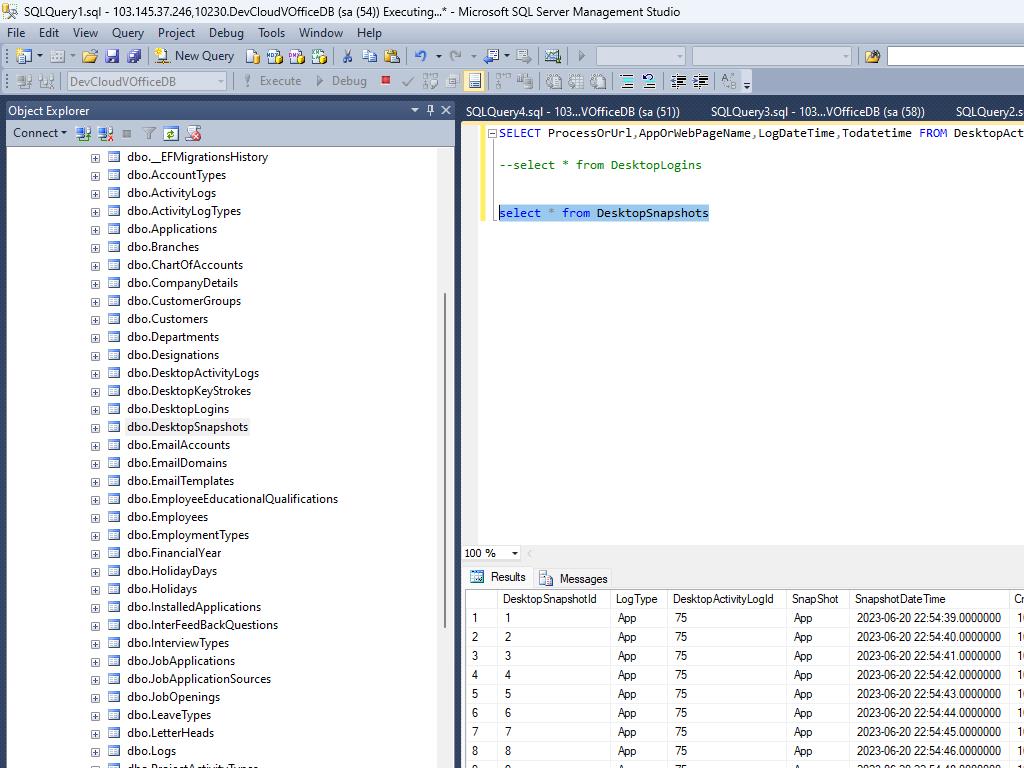 SQLQuery1.sql - 103.145.37.246,10230.DevCloudVOfficeDB (sa (54)) Executing...* - Microsoft SQL Server Management Studio
File Edit View Query Project Debug Tools Window Help
New Query
DevCloudVOfficeDB Execute Debug
Object Explorer
SQLQuery4.sql - 103...VOfficeDB (sa (51)) SQLQuery3.sql - 103...VOfficeDB (sa (58)) SQLQuery2.s
Connect
SELECT ProcessOrUrl,AppOrWebPageName,LogDateTime,Todatetime FROM DesktopAct
--select * from DesktopLogins
select * from DesktopSnapshots
dbo.__EFMigrationsHistory
dbo.AccountTypes
dbo.ActivityLogs
dbo.ActivityLogTypes
dbo.Applications
dbo.Branches
dbo.ChartOfAccounts
dbo.CompanyDetails
dbo.CustomerGroups
dbo.Customers
dbo.Departments
dbo.Designations
dbo.DesktopActivityLogs
dbo.DesktopKeyStrokes
dbo.DesktopLogins
dbo.DesktopSnapshots
dbo.EmailAccounts
dbo.EmailDomains
dbo.EmailTemplates
dbo.EmployeeEducationalQualifications
dbo.Employees
dbo.EmploymentTypes
dbo.FinancialYear
dbo.HolidayDays
dbo.Holidays
dbo.InstalledApplications
dbo.InterFeedBackQuestions
dbo.InterviewTypes
dbo.JobApplications
dbo.JobApplicationSources
dbo.JobOpenings
dbo.LeaveTypes
dbo.LetterHeads
dbo.Logs
dbo.ProjectActivityTypes
100 %
Results Messages
DesktopSnapshotId LogType DesktopActivityLogId SnapShot SnapshotDateTime Cr
1 1 App 75 App 2023-06-20 22:54:39.0000000 1
2 2 App 75 App 2023-06-20 22:54:40.0000000 1
3 3 App 75 App 2023-06-20 22:54:41.0000000 1
4 4 App 75 App 2023-06-20 22:54:42.0000000 1
5 5 App 75 App 2023-06-20 22:54:43.0000000 1
6 6 App 75 App 2023-06-20 22:54:44.0000000 1
7 7 App 75 App 2023-06-20 22:54:45.0000000 1
8 8 App 75 App 2023-06-20 22:54:46.0000000 1